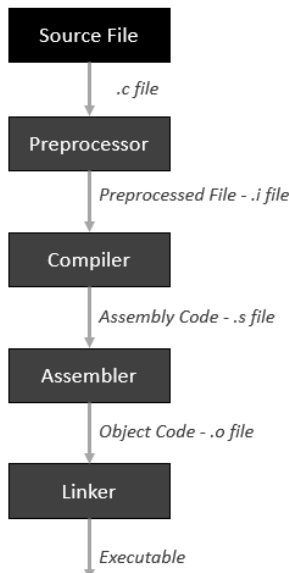 Source File
.c file
Preprocessor
Preprocessed File - .i file
Compiler
Assembly Code - .s file
Assembler
Object Code - .o file
Linker
Executable